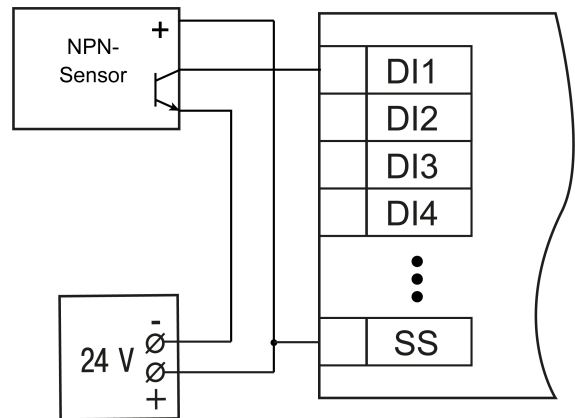 NPN-
Sensor
+
DI1
DI2
DI3
DI4
SS
-
24 V
+